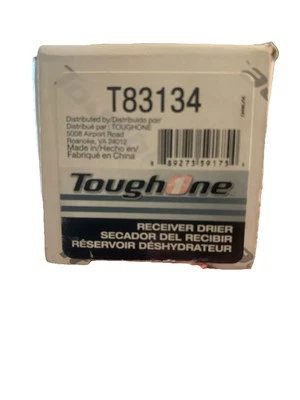 T83134
Distributed by/Distribuido por/
Distribué par : TOUGHONE
5008 Airport Road
Roanoke, VA 24012
Made in/Hecho en/
Fabriqué en China
ToughOne
RECEIVER DRIER
SECADOR DEL RECIBIR
RÉSERVOIR DÉSHYDRATEUR